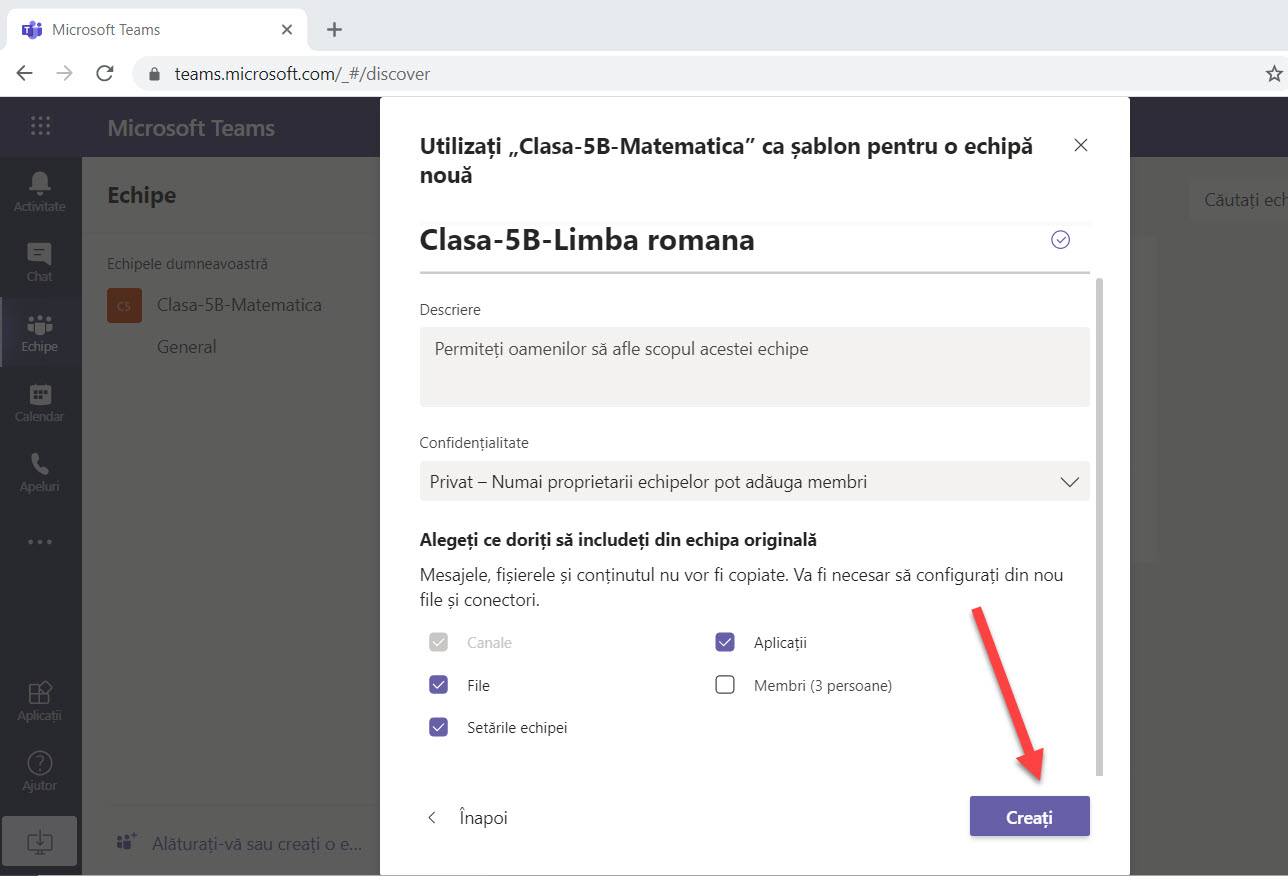 Microsoft Teams
teams.microsoft.com/_#/discover
Microsoft Teams
Activitate
Chat
Echipe
Calendar
Apeluri
Aplicații
Ajutor
Echipe
Căutați ech
Echipele dumneavoastră
C5
Clasa-5B-Matematica
General
Alăturați-vă sau creați o e...
Utilizați „Clasa-5B-Matematica” ca șablon pentru o echipă
nouă
Clasa-5B-Limba romana
Descriere
Permiteți oamenilor să afle scopul acestei echipe
Confidențialitate
Privat – Numai proprietarii echipelor pot adăuga membri
Alegeți ce doriți să includeți din echipa originală
Mesajele, fișierele și conținutul nu vor fi copiate. Va fi necesar să configurați din nou
file și conectori.
Canale
Aplicații
File
Membri (3 persoane)
Setările echipei
Înapoi
Creați